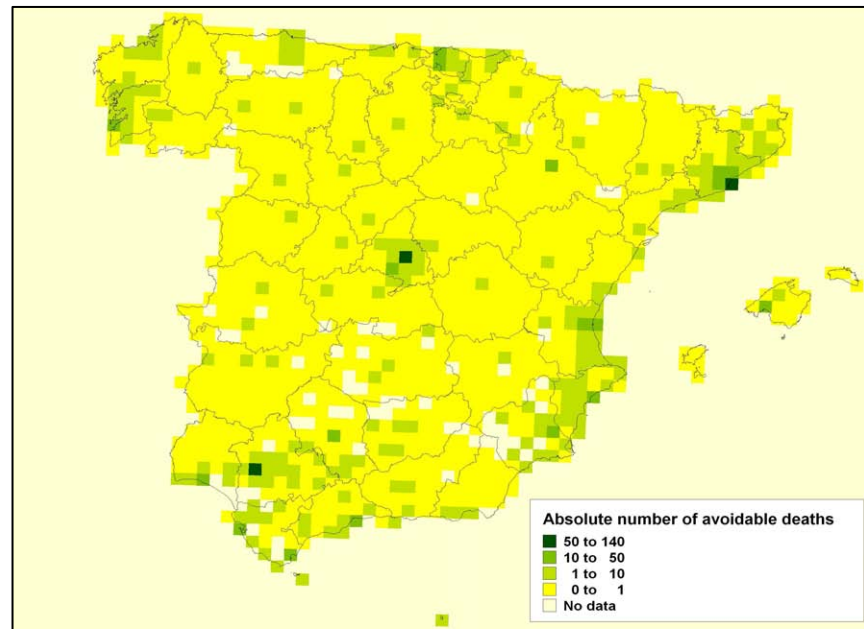 Absolute number of avoidable deaths
50 to 140
10 to 50
1 to 10
0 to 1
No data